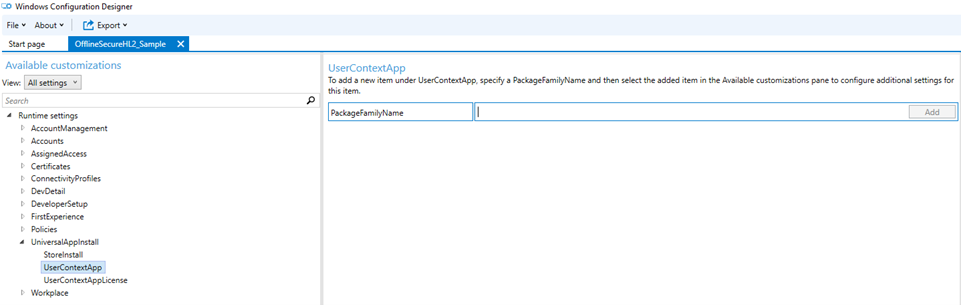 Windows Configuration Designer
File About Export
Start page OfflineSecureHL2_Sample
Available customizations
View: All settings
Search
Runtime settings
AccountManagement
Accounts
AssignedAccess
Certificates
ConnectivityProfiles
DevDetail
DeveloperSetup
FirstExperience
Policies
UniversalAppInstall
StoreInstall
UserContextApp
UserContextAppLicense
Workplace
UserContextApp
To add a new item under UserContextApp, specify a PackageFamilyName and then select the added item in the Available customizations pane to configure additional settings for
this item.
PackageFamilyName Add